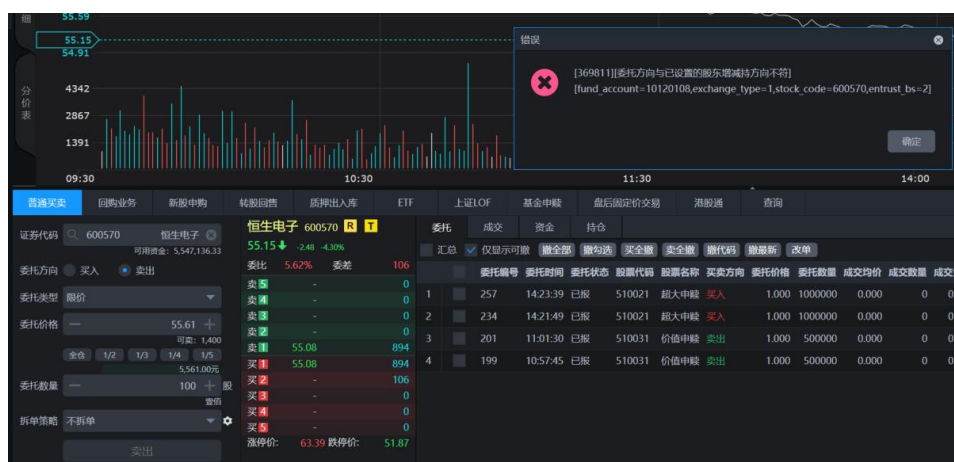 细
55.59
55.15
54.91
分价表
4342
2867
1391
09:30 10:30 11:30 14:00
错误
[369811][委托方向与已设置的股东增减持方向不符]
[fund_account=10120108,exchange_type=1,stock_code=600570,entrust_bs=2]
确定
普通买卖 回购业务 新股申购 转股回售 质押出入库 ETF 上证LOF 基金申赎 盘后固定价交易 港股通 查询
证券代码 600570 恒生电子
可用资金: 5,547,136.33
委托方向 买入 卖出
委托类型 限价
委托价格 — 55.61 +
可卖: 1,400
全仓 1/2 1/3 1/4 1/5
5,561.00元
委托数量 — 100 + 股
壹佰
拆单策略 不拆单
卖出
恒生电子 600570 R T
55.15 -2.48 -4.30%
委比 5.62% 委差 106
卖5 - 0
卖4 - 0
卖3 - 0
卖2 - 0
卖1 55.08 894
买1 55.08 894
买2 - 106
买3 - 0
买4 - 0
买5 - 0
涨停价: 63.39 跌停价: 51.87
委托 成交 资金 持仓
汇总 仅显示可撤 撤全部 撤勾选 买全撤 卖全撤 撤代码 撤最新 改单
委托编号 委托时间 委托状态 股票代码 股票名称 买卖方向 委托价格 委托数量 成交均价 成交数量 成交
1 257 14:23:39 已报 510021 超大申赎 买入 1.000 1000000 0.000 0 0
2 234 14:21:49 已报 510021 超大申赎 买入 1.000 1000000 0.000 0 0
3 201 11:01:30 已报 510031 价值申赎 卖出 1.000 500000 0.000 0 0
4 199 10:57:45 已报 510031 价值申赎 卖出 1.000 500000 0.000 0 0